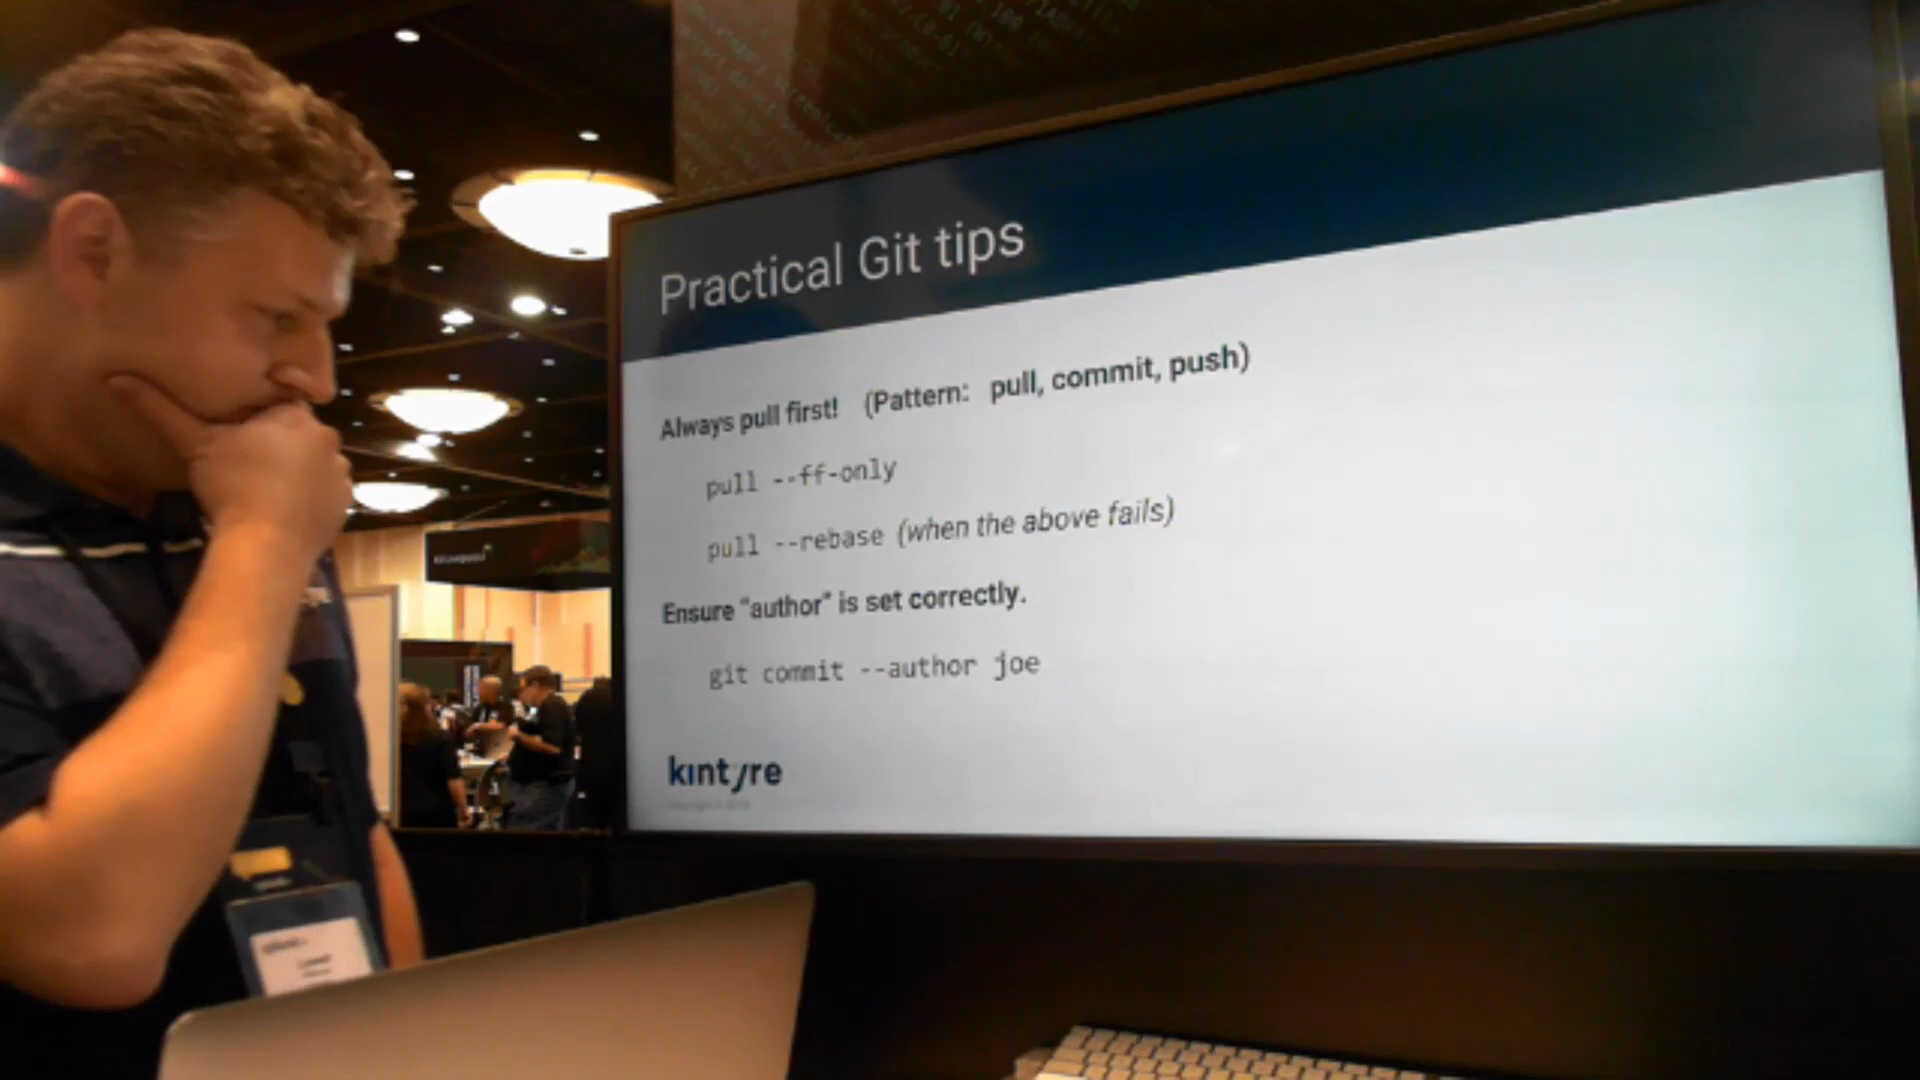 Practical Git tips
Always pull first! (Pattern: pull, commit, push)
pull --ff-only
pull --rebase (when the above fails)
Ensure "author" is set correctly.
git commit --author joe
kintyre